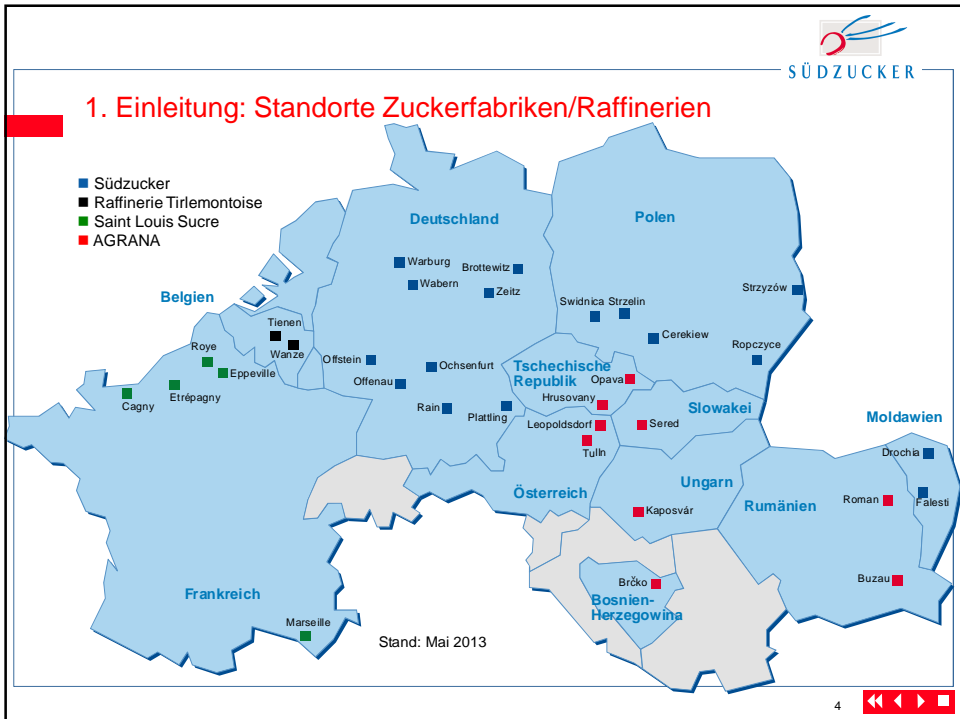 SÜDZUCKER
1. Einleitung: Standorte Zuckerfabriken/Raffinerien
Südzucker
Raffinerie Tirlemontoise
Saint Louis Sucre
AGRANA
Deutschland
Polen
Warburg
Brottewitz
Wabern
Zeitz
Strzyzów
Belgien
Swidnica Strzelin
Tienen
Wanze
Cerekiew
Ropczyce
Roye
Eppeville
Offstein
Ochsenfurt
Etrépagny
Cagny
Offenau
Rain
Plattling
Tschechische
Republik
Opava
Hrusovany
Leopoldsdorf
Tulln
Slowakei
Sered
Moldawien
Drochia
Falesti
Österreich
Ungarn
Kaposvár
Rumänien
Roman
Buzau
Brčko
Bosnien-
Herzegowina
Frankreich
Marseille
Stand: Mai 2013
4